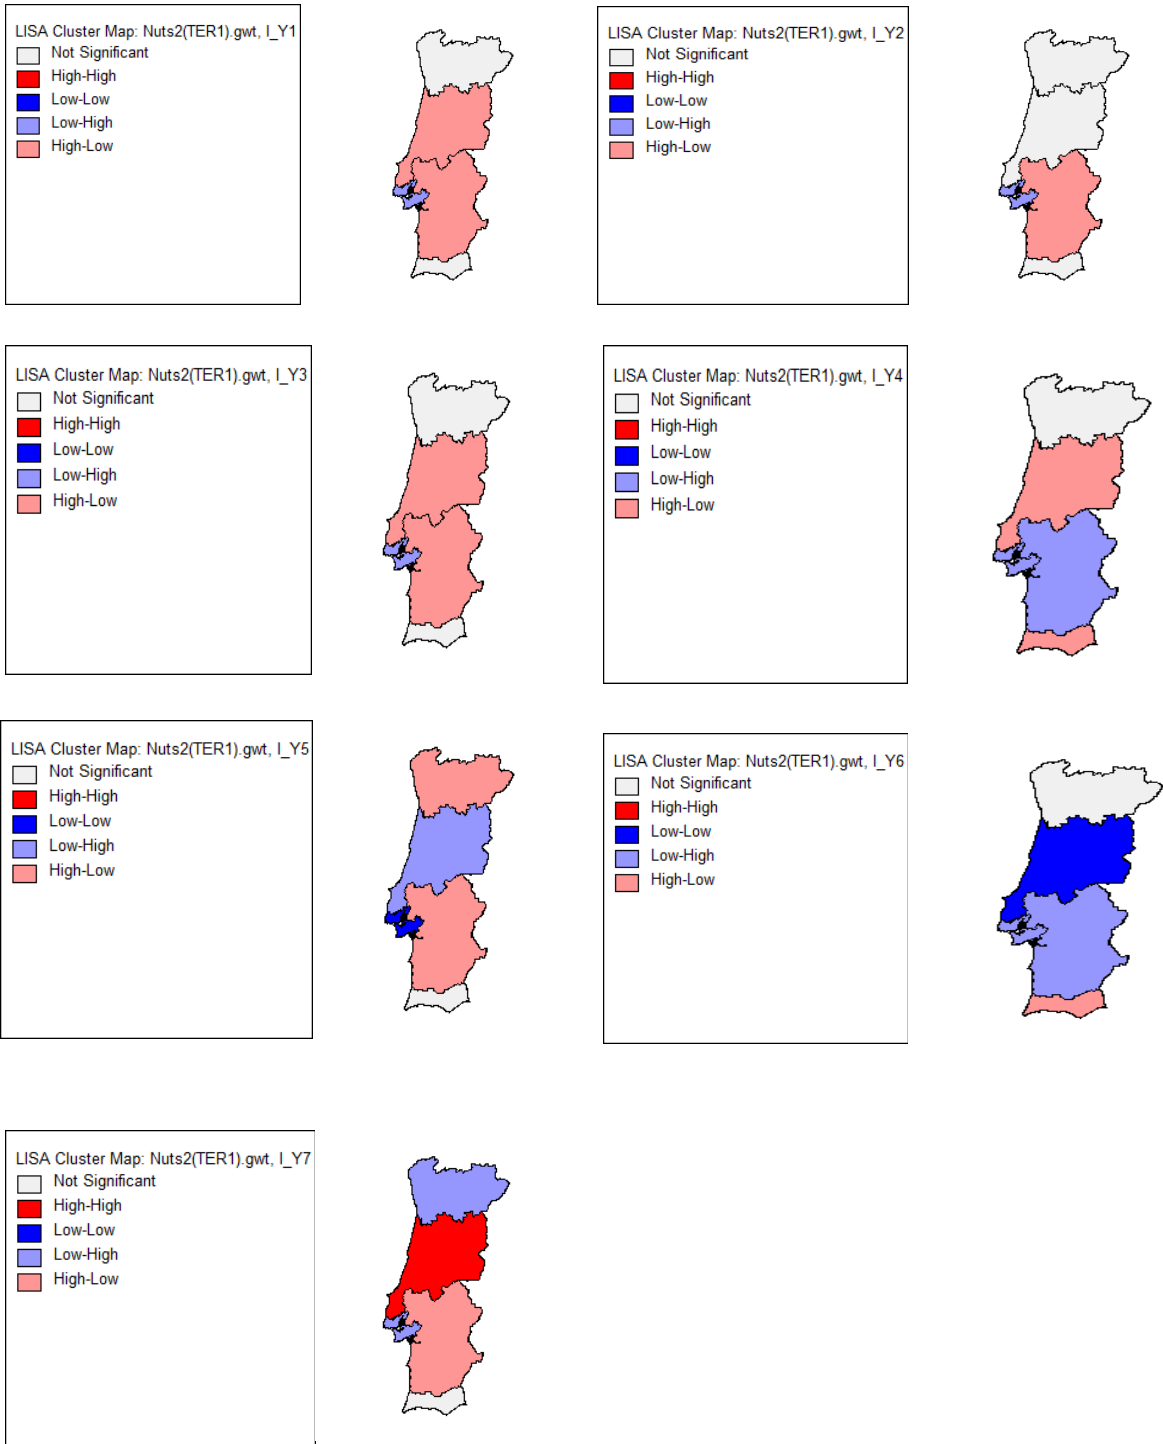 LISA Cluster Map: Nuts2(TER1).gwt, I_Y1
Not Significant
High-High
Low-Low
Low-High
High-Low
LISA Cluster Map: Nuts2(TER1).gwt, I_Y2
Not Significant
High-High
Low-Low
Low-High
High-Low
LISA Cluster Map: Nuts2(TER1).gwt, I_Y3
Not Significant
High-High
Low-Low
Low-High
High-Low
LISA Cluster Map: Nuts2(TER1).gwt, I_Y4
Not Significant
High-High
Low-Low
Low-High
High-Low
LISA Cluster Map: Nuts2(TER1).gwt, I_Y5
Not Significant
High-High
Low-Low
Low-High
High-Low
LISA Cluster Map: Nuts2(TER1).gwt, I_Y6
Not Significant
High-High
Low-Low
Low-High
High-Low
LISA Cluster Map: Nuts2(TER1).gwt, I_Y7
Not Significant
High-High
Low-Low
Low-High
High-Low